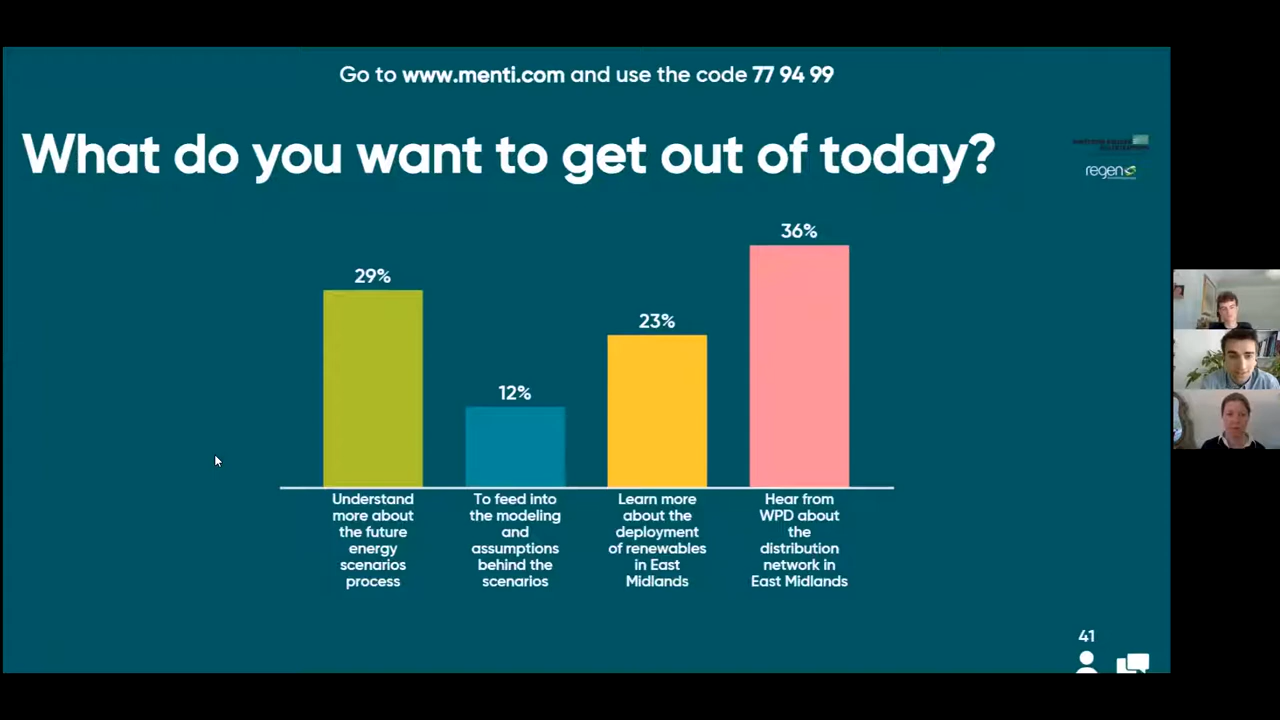 Go to www.menti.com and use the code 77 94 99
What do you want to get out of today?
regen
36%
29%
23%
12%
Understand
more about
the future
energy
scenarios
process
To feed into
the modeling
and
assumptions
behind the
scenarios
Learn more
about the
deployment
of renewables
in East
Midlands
Hear from
WPD about
the
distribution
network in
East Midlands
41